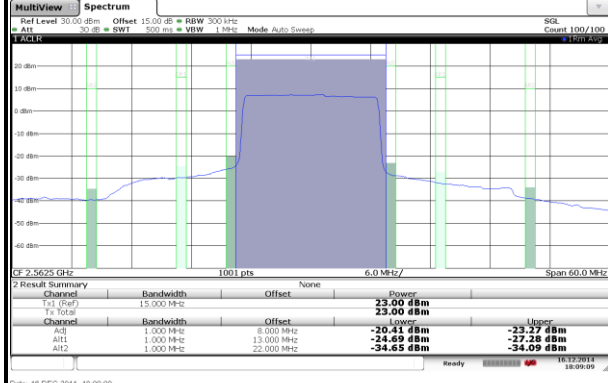 MultiView Spectrum
Ref Level 30.00 dBm Offset 15.00 dB RBW 300 kHz SGL
Att 30 dB SWT 500 ms VBW 1 MHz Mode Auto Sweep Count 100/100
1 ACLR 1Rm Avg
20 dBm
10 dBm
0 dBm
-10 dBm
-20 dBm
-30 dBm
-40 dBm
-50 dBm
-60 dBm
CF 2.5625 GHz 1001 pts 6.0 MHz/ Span 60.0 MHz
2 Result Summary None
Channel Bandwidth Offset Power
Tx1 (Ref) 15.000 MHz 23.00 dBm
Tx Total 23.00 dBm
Channel Bandwidth Offset Lower Upper
Adj 1.000 MHz 8.000 MHz -20.41 dBm -23.27 dBm
Alt1 1.000 MHz 13.000 MHz -24.69 dBm -27.28 dBm
Alt2 1.000 MHz 22.000 MHz -34.65 dBm -34.09 dBm
Ready 16.12.2014
18:09:09